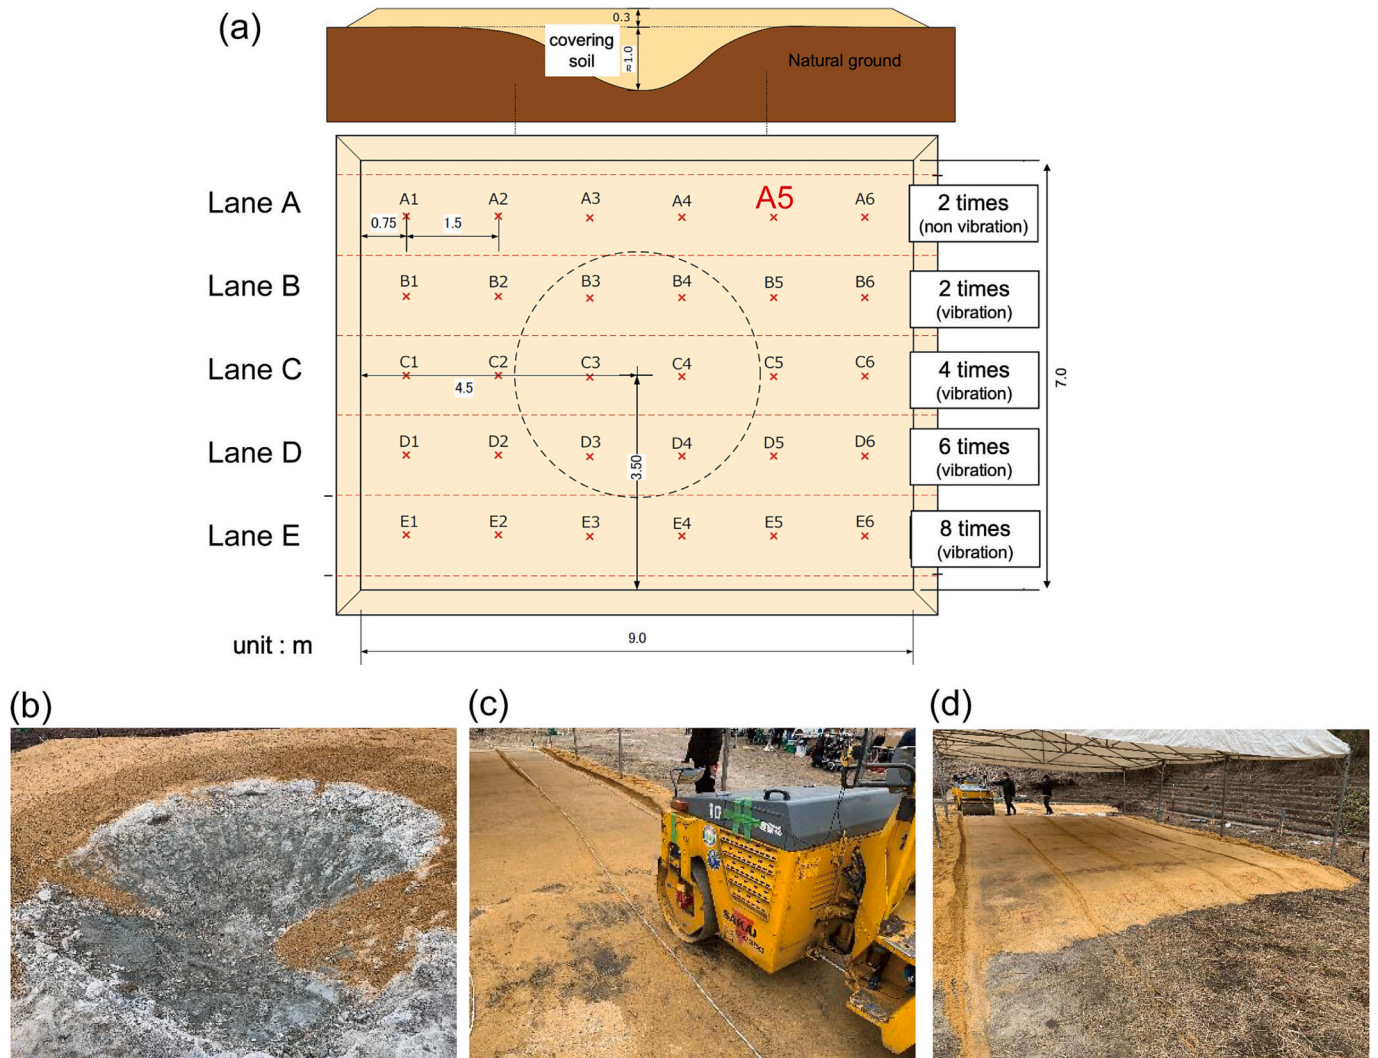 (a)
0.3
covering
soil
≈1.0
Natural ground
Lane A
A1
A2
A3
A4
A5
A6
2 times
(non vibration)
0.75
1.5
Lane B
B1
B2
B3
B4
B5
B6
2 times
(vibration)
Lane C
C1
C2
C3
C4
C5
C6
4 times
(vibration)
4.5
7.0
Lane D
D1
D2
D3
D4
D5
D6
6 times
(vibration)
3.50
Lane E
E1
E2
E3
E4
E5
E6
8 times
(vibration)
unit : m
9.0
(b)
(c)
(d)
10
SAKAI